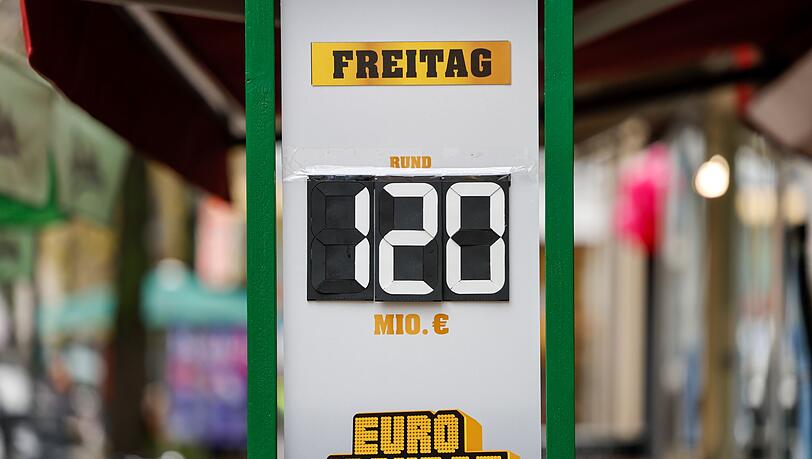 FREITAG
RUND
120
MIO. €
EURO